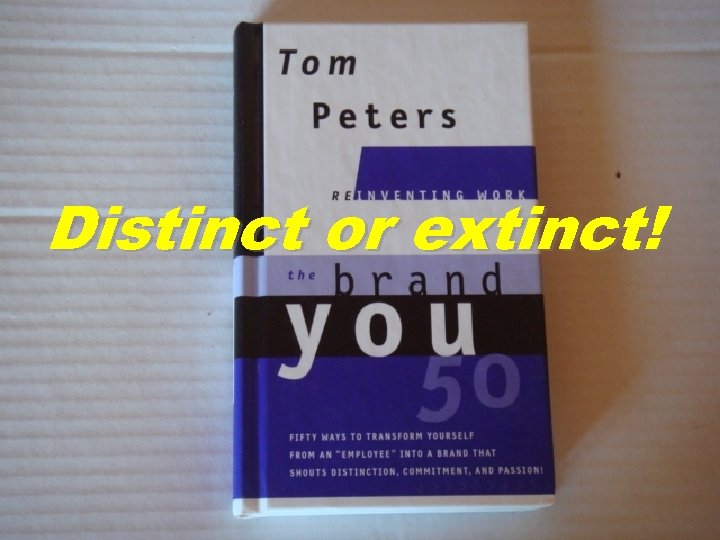 Tom
Peters
REINVENTING WORK
Distinct or extinct!
the brand
you
50
FIFTY WAYS TO TRANSFORM YOURSELF
FROM AN "EMPLOYEE" INTO A BRAND THAT
SHOUTS DISTINCTION, COMMITMENT, AND PASSION!